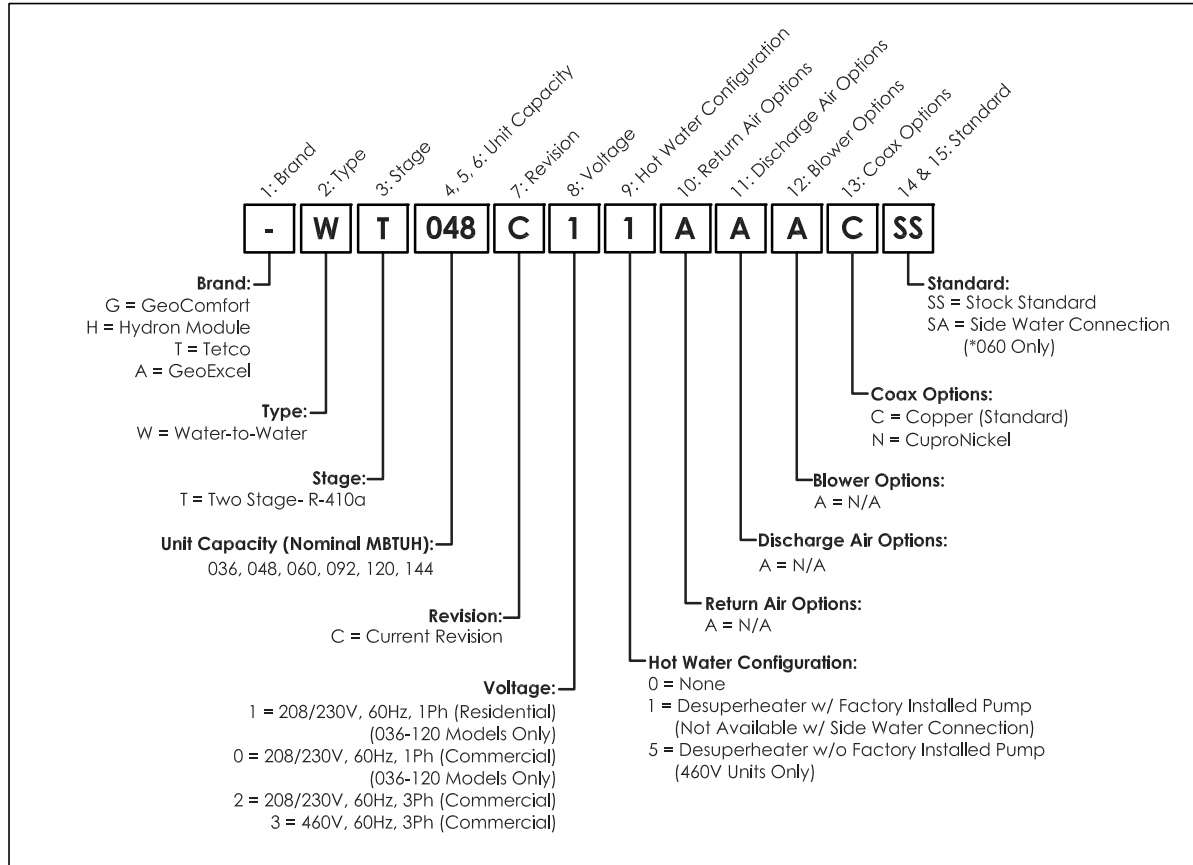 1: Brand
2: Type
3: Stage
4, 5, 6: Unit Capacity
7: Revision
8: Voltage
9: Hot Water Configuration
10: Return Air Options
11: Discharge Air Options
12: Blower Options
13: Coax Options
14 & 15: Standard
- W T 048 C 1 1 A A A C SS
Brand:
G = GeoComfort
H = Hydron Module
T = Tetco
A = GeoExcel
Type:
W = Water-to-Water
Stage:
T = Two Stage- R-410a
Unit Capacity (Nominal MBTUH):
036, 048, 060, 092, 120, 144
Revision:
C = Current Revision
Voltage:
1 = 208/230V, 60Hz, 1Ph (Residential)
(036-120 Models Only)
0 = 208/230V, 60Hz, 1Ph (Commercial)
(036-120 Models Only)
2 = 208/230V, 60Hz, 3Ph (Commercial)
3 = 460V, 60Hz, 3Ph (Commercial)
Standard:
SS = Stock Standard
SA = Side Water Connection
(*060 Only)
Coax Options:
C = Copper (Standard)
N = CuproNickel
Blower Options:
A = N/A
Discharge Air Options:
A = N/A
Return Air Options:
A = N/A
Hot Water Configuration:
0 = None
1 = Desuperheater w/ Factory Installed Pump
(Not Available w/ Side Water Connection)
5 = Desuperheater w/o Factory Installed Pump
(460V Units Only)